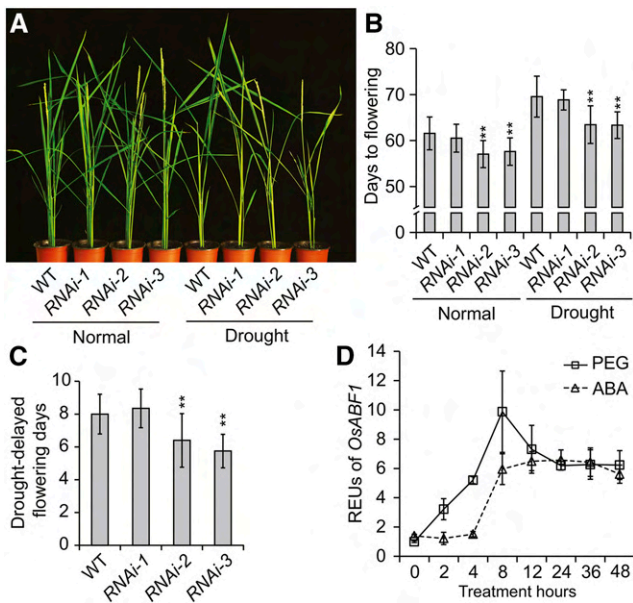 A
WT RNAi-1 RNAi-2 RNAi-3 WT RNAi-1 RNAi-2 RNAi-3
Normal Drought
B
Days to flowering
80
70
60
50
0
** ** ** **
WT RNAi-1 RNAi-2 RNAi-3 WT RNAi-1 RNAi-2 RNAi-3
Normal Drought
C
Drought-delayed
flowering days
10
8
6
4
2
0
** **
WT RNAi-1 RNAi-2 RNAi-3
D
REUs of OsABF1
14
12
10
8
6
4
2
0
PEG
ABA
0 2 4 8 12 24 36 48
Treatment hours